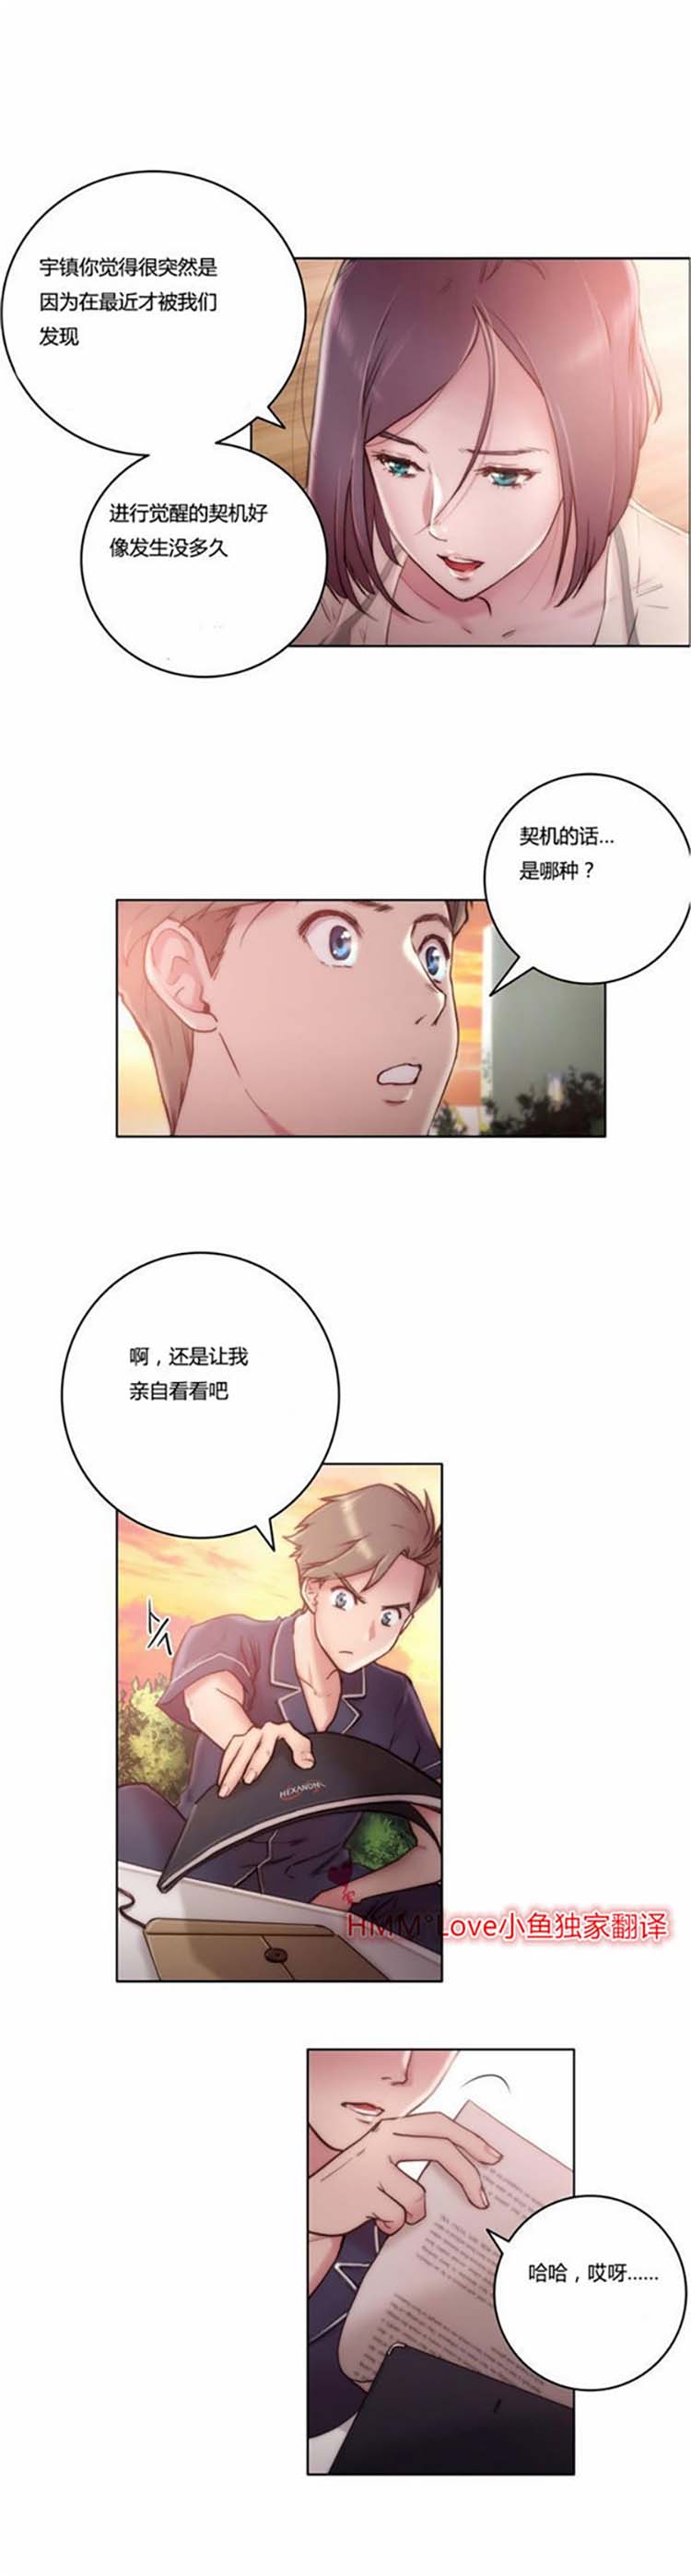 宇镇你觉得很突然是
因为在最近才被我们
发现
进行觉醒的契机好
像发生没多久
契机的话...
是哪种？
啊，还是让我
亲自看看吧
HMM°Love小鱼独家翻译
哈哈，哎呀......